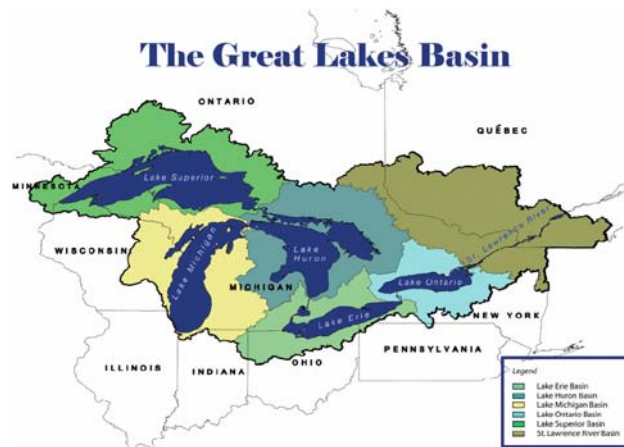 The Great Lakes Basin
ONTARIO
QUÉBEC
MINNESOTA
Lake Superior
WISCONSIN
Lake Michigan
Lake Huron
MICHIGAN
St. Lawrence River
Lake Ontario
NEW YORK
Lake Erie
PENNSYLVANIA
ILLINOIS
INDIANA
OHIO
Legend
Lake Erie Basin
Lake Huron Basin
Lake Michigan Basin
Lake Ontario Basin
Lake Superior Basin
St. Lawrence River Basin